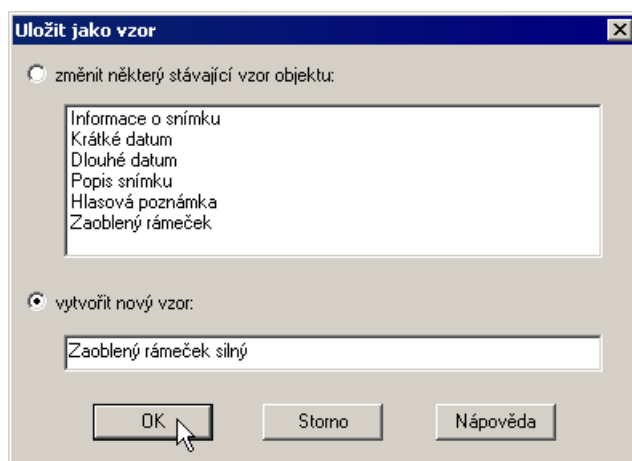 Uložit jako vzor
změnit některý stávající vzor objektu:
Informace o snímku
Krátké datum
Dlouhé datum
Popis snímku
Hlasová poznámka
Zaoblený rámeček
vytvořit nový vzor:
Zaoblený rámeček silný
OK Storno Nápověda